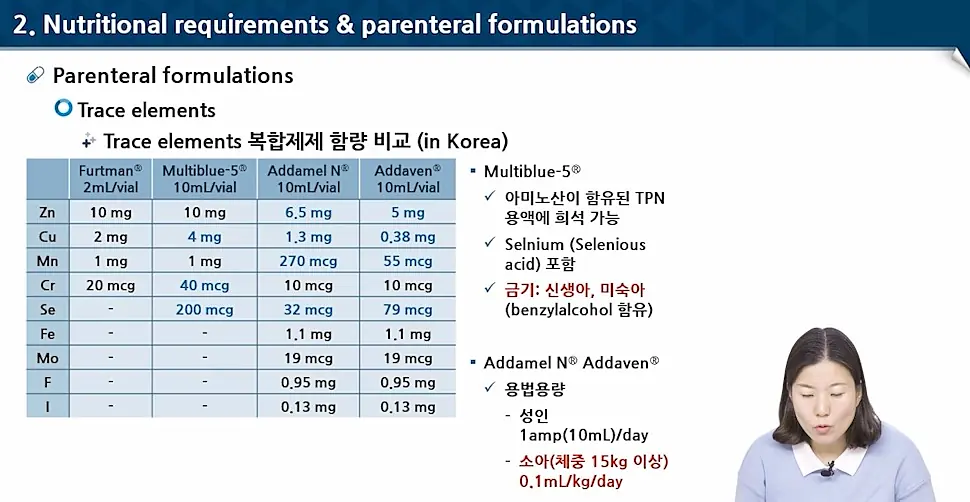 2. Nutritional requirements & parenteral formulations
Parenteral formulations
Trace elements
Trace elements 복합제제 함량 비교 (in Korea)
Furtman® 2mL/vial Multiblue-5® 10mL/vial Addamel N® 10mL/vial Addaven® 10mL/vial
Zn 10 mg 10 mg 6.5 mg 5 mg
Cu 2 mg 4 mg 1.3 mg 0.38 mg
Mn 1 mg 1 mg 270 mcg 55 mcg
Cr 20 mcg 40 mcg 10 mcg 10 mcg
Se - 200 mcg 32 mcg 79 mcg
Fe - - 1.1 mg 1.1 mg
Mo - - 19 mcg 19 mcg
F - - 0.95 mg 0.95 mg
I - - 0.13 mg 0.13 mg
▪ Multiblue-5®
✓ 아미노산이 함유된 TPN
용액에 희석 가능
✓ Selnium (Selenious
acid) 포함
✓ 금기: 신생아, 미숙아
(benzylalcohol 함유)
▪ Addamel N® Addaven®
✓ 용법용량
- 성인
1amp(10mL)/day
- 소아(체중 15kg 이상)
0.1mL/kg/day